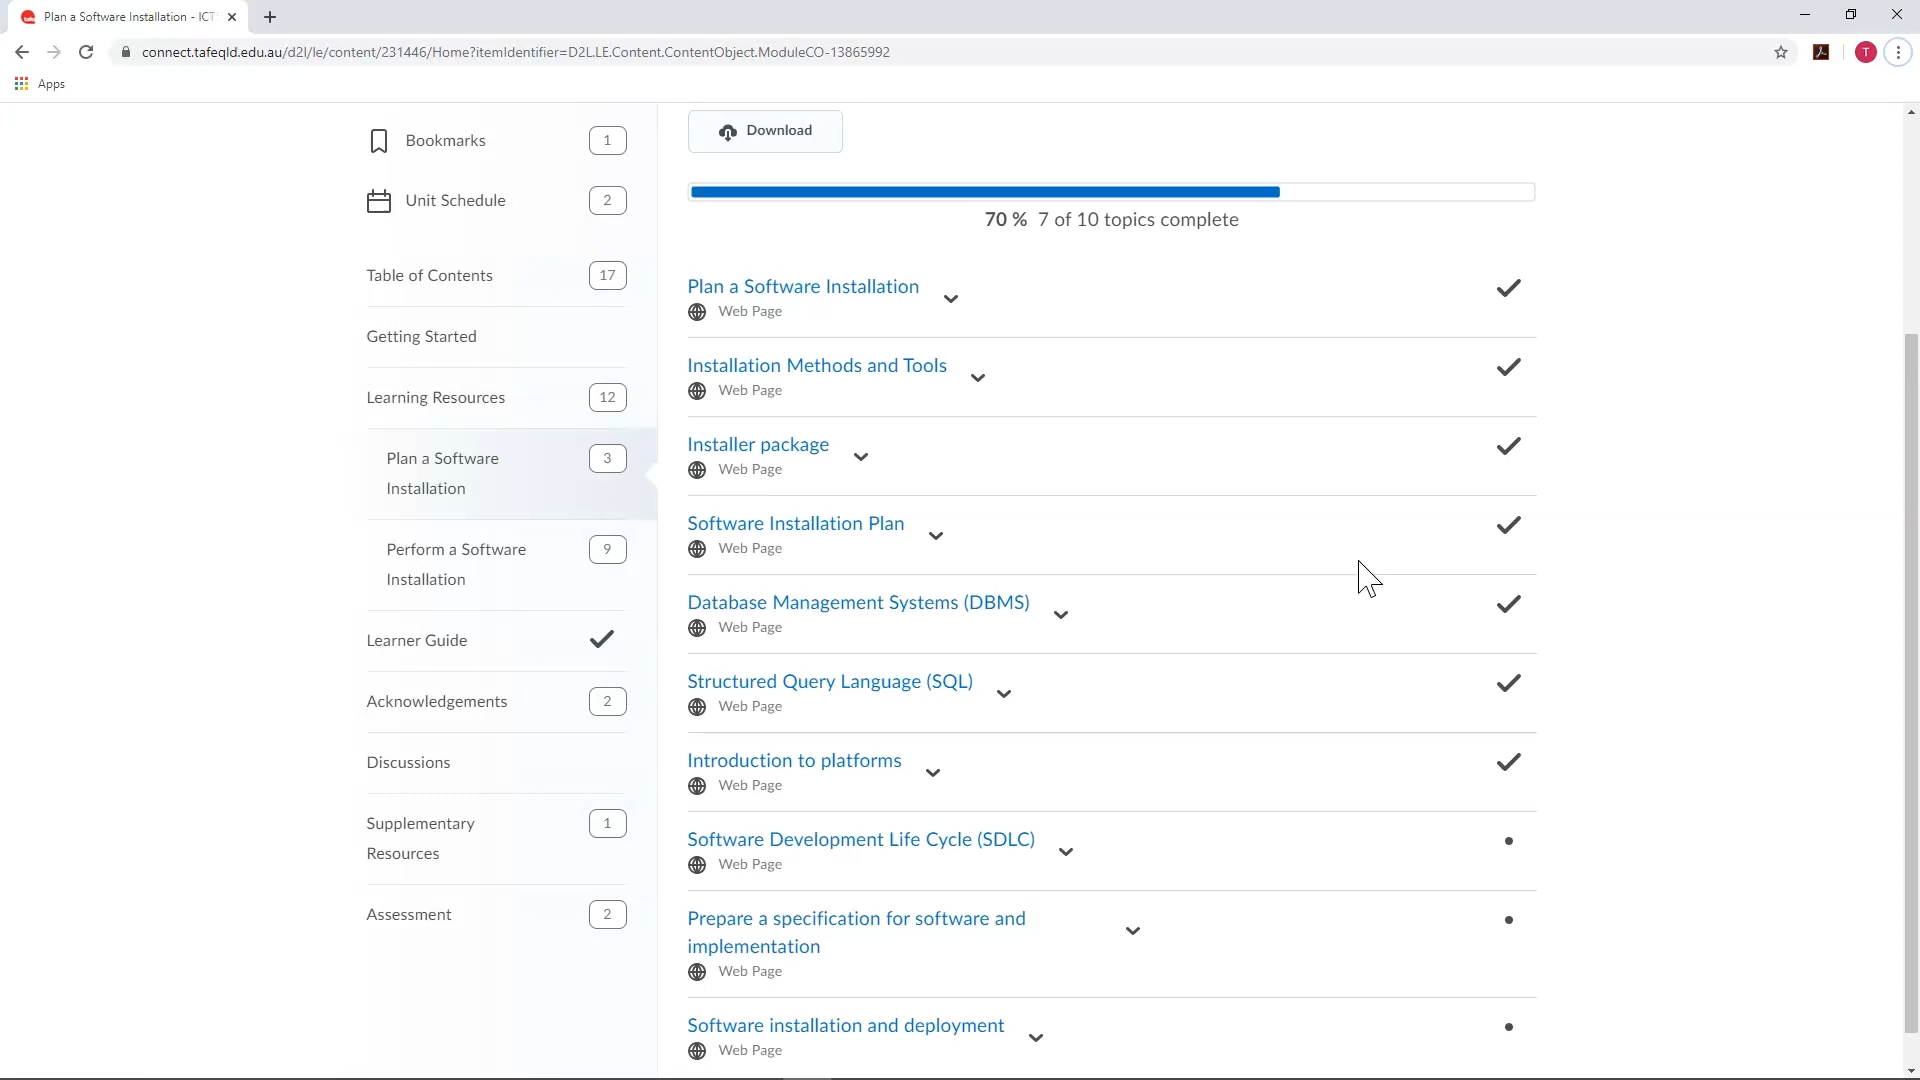 Plan a Software Installation - ICT
connect.tafeqld.edu.au/d2l/le/content/231446/Home?itemIdentifier=D2L.LE.Content.ContentObject.ModuleCO-13865992
T
Apps
Bookmarks 1
Unit Schedule 2
Table of Contents 17
Getting Started
Learning Resources 12
Plan a Software 3
Installation
Perform a Software 9
Installation
Learner Guide
Acknowledgements 2
Discussions
Supplementary 1
Resources
Assessment 2
Download
70 % 7 of 10 topics complete
Plan a Software Installation
Web Page
Installation Methods and Tools
Web Page
Installer package
Web Page
Software Installation Plan
Web Page
Database Management Systems (DBMS)
Web Page
Structured Query Language (SQL)
Web Page
Introduction to platforms
Web Page
Software Development Life Cycle (SDLC)
Web Page
Prepare a specification for software and
implementation
Web Page
Software installation and deployment
Web Page